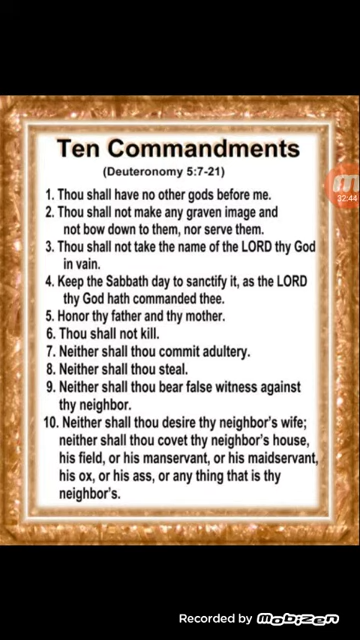 Ten Commandments
(Deuteronomy 5:7-21)
1. Thou shall have no other gods before me.
2. Thou shall not make any graven image and
not bow down to them, nor serve them.
3. Thou shall not take the name of the LORD thy God
in vain.
4. Keep the Sabbath day to sanctify it, as the LORD
thy God hath commanded thee.
5. Honor thy father and thy mother.
6. Thou shall not kill.
7. Neither shall thou commit adultery.
8. Neither shall thou steal.
9. Neither shall thou bear false witness against
thy neighbor.
10. Neither shall thou desire thy neighbor's wife;
neither shall thou covet thy neighbor's house,
his field, or his manservant, or his maidservant,
his ox, or his ass, or any thing that is thy
neighbor's.
32:44
Recorded by Mobizen